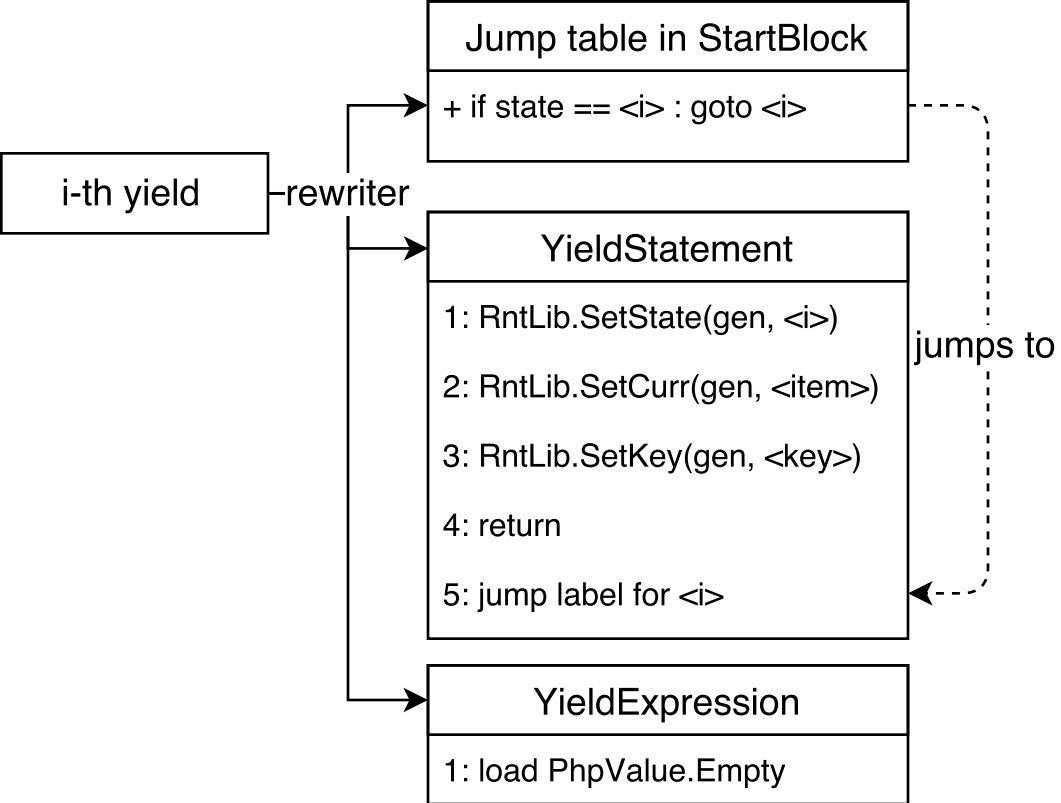 Jump table in StartBlock
+ if state == <i> : goto <i>
i-th yield
rewriter
YieldStatement
1: RntLib.SetState(gen, <i>)
2: RntLib.SetCurr(gen, <item>)
3: RntLib.SetKey(gen, <key>)
4: return
5: jump label for <i>
jumps to
YieldExpression
1: load PhpValue.Empty